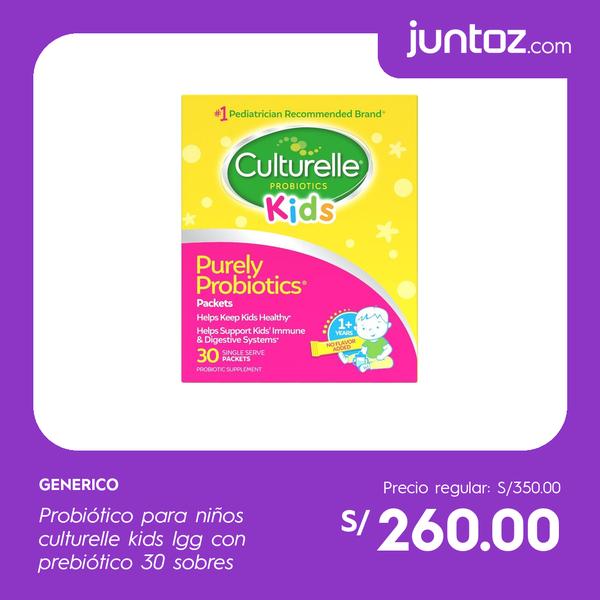 juntoz.com
#1 Pediatrician Recommended Brand*
Culturelle®
PROBIOTICS
Kids
Purely
Probiotics®
Packets
Helps Keep Kids Healthy*
Helps Support Kids' Immune
& Digestive Systems*
30 SINGLE SERVE
PACKETS
PROBIOTIC SUPPLEMENT
1+
YEARS
NO FLAVOR
ADDED
GENERICO
Probiótico para niños
culturelle kids lgg con
prebiótico 30 sobres
Precio regular: S/350.00
S/ 260.00